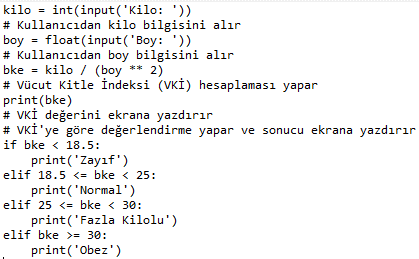 kilo = int(input('Kilo: '))
# Kullanıcıdan kilo bilgisini alır
boy = float(input('Boy: '))
# Kullanıcıdan boy bilgisini alır
bke = kilo / (boy ** 2)
# Vücut Kitle İndeksi (VKİ) hesaplaması yapar
print(bke)
# VKİ değerini ekrana yazdırır
# VKİ'ye göre değerlendirme yapar ve sonucu ekrana yazdırır
if bke < 18.5:
    print('Zayıf')
elif 18.5 <= bke < 25:
    print('Normal')
elif 25 <= bke < 30:
    print('Fazla Kilolu')
elif bke >= 30:
    print('Obez')